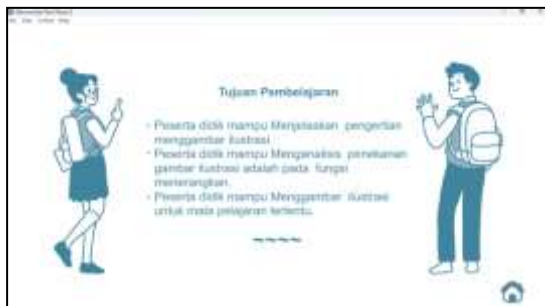 Tujuan Pembelajaran
- Peserta didik mampu Menjelaskan pengertian
menggambar ilustrasi
- Peserta didik mampu Menganalisis penekanan
gambar ilustrasi adalah pada fungsi
menerangkan.
- Peserta didik mampu Menggambar ilustrasi
untuk mata pelajaran tertentu.